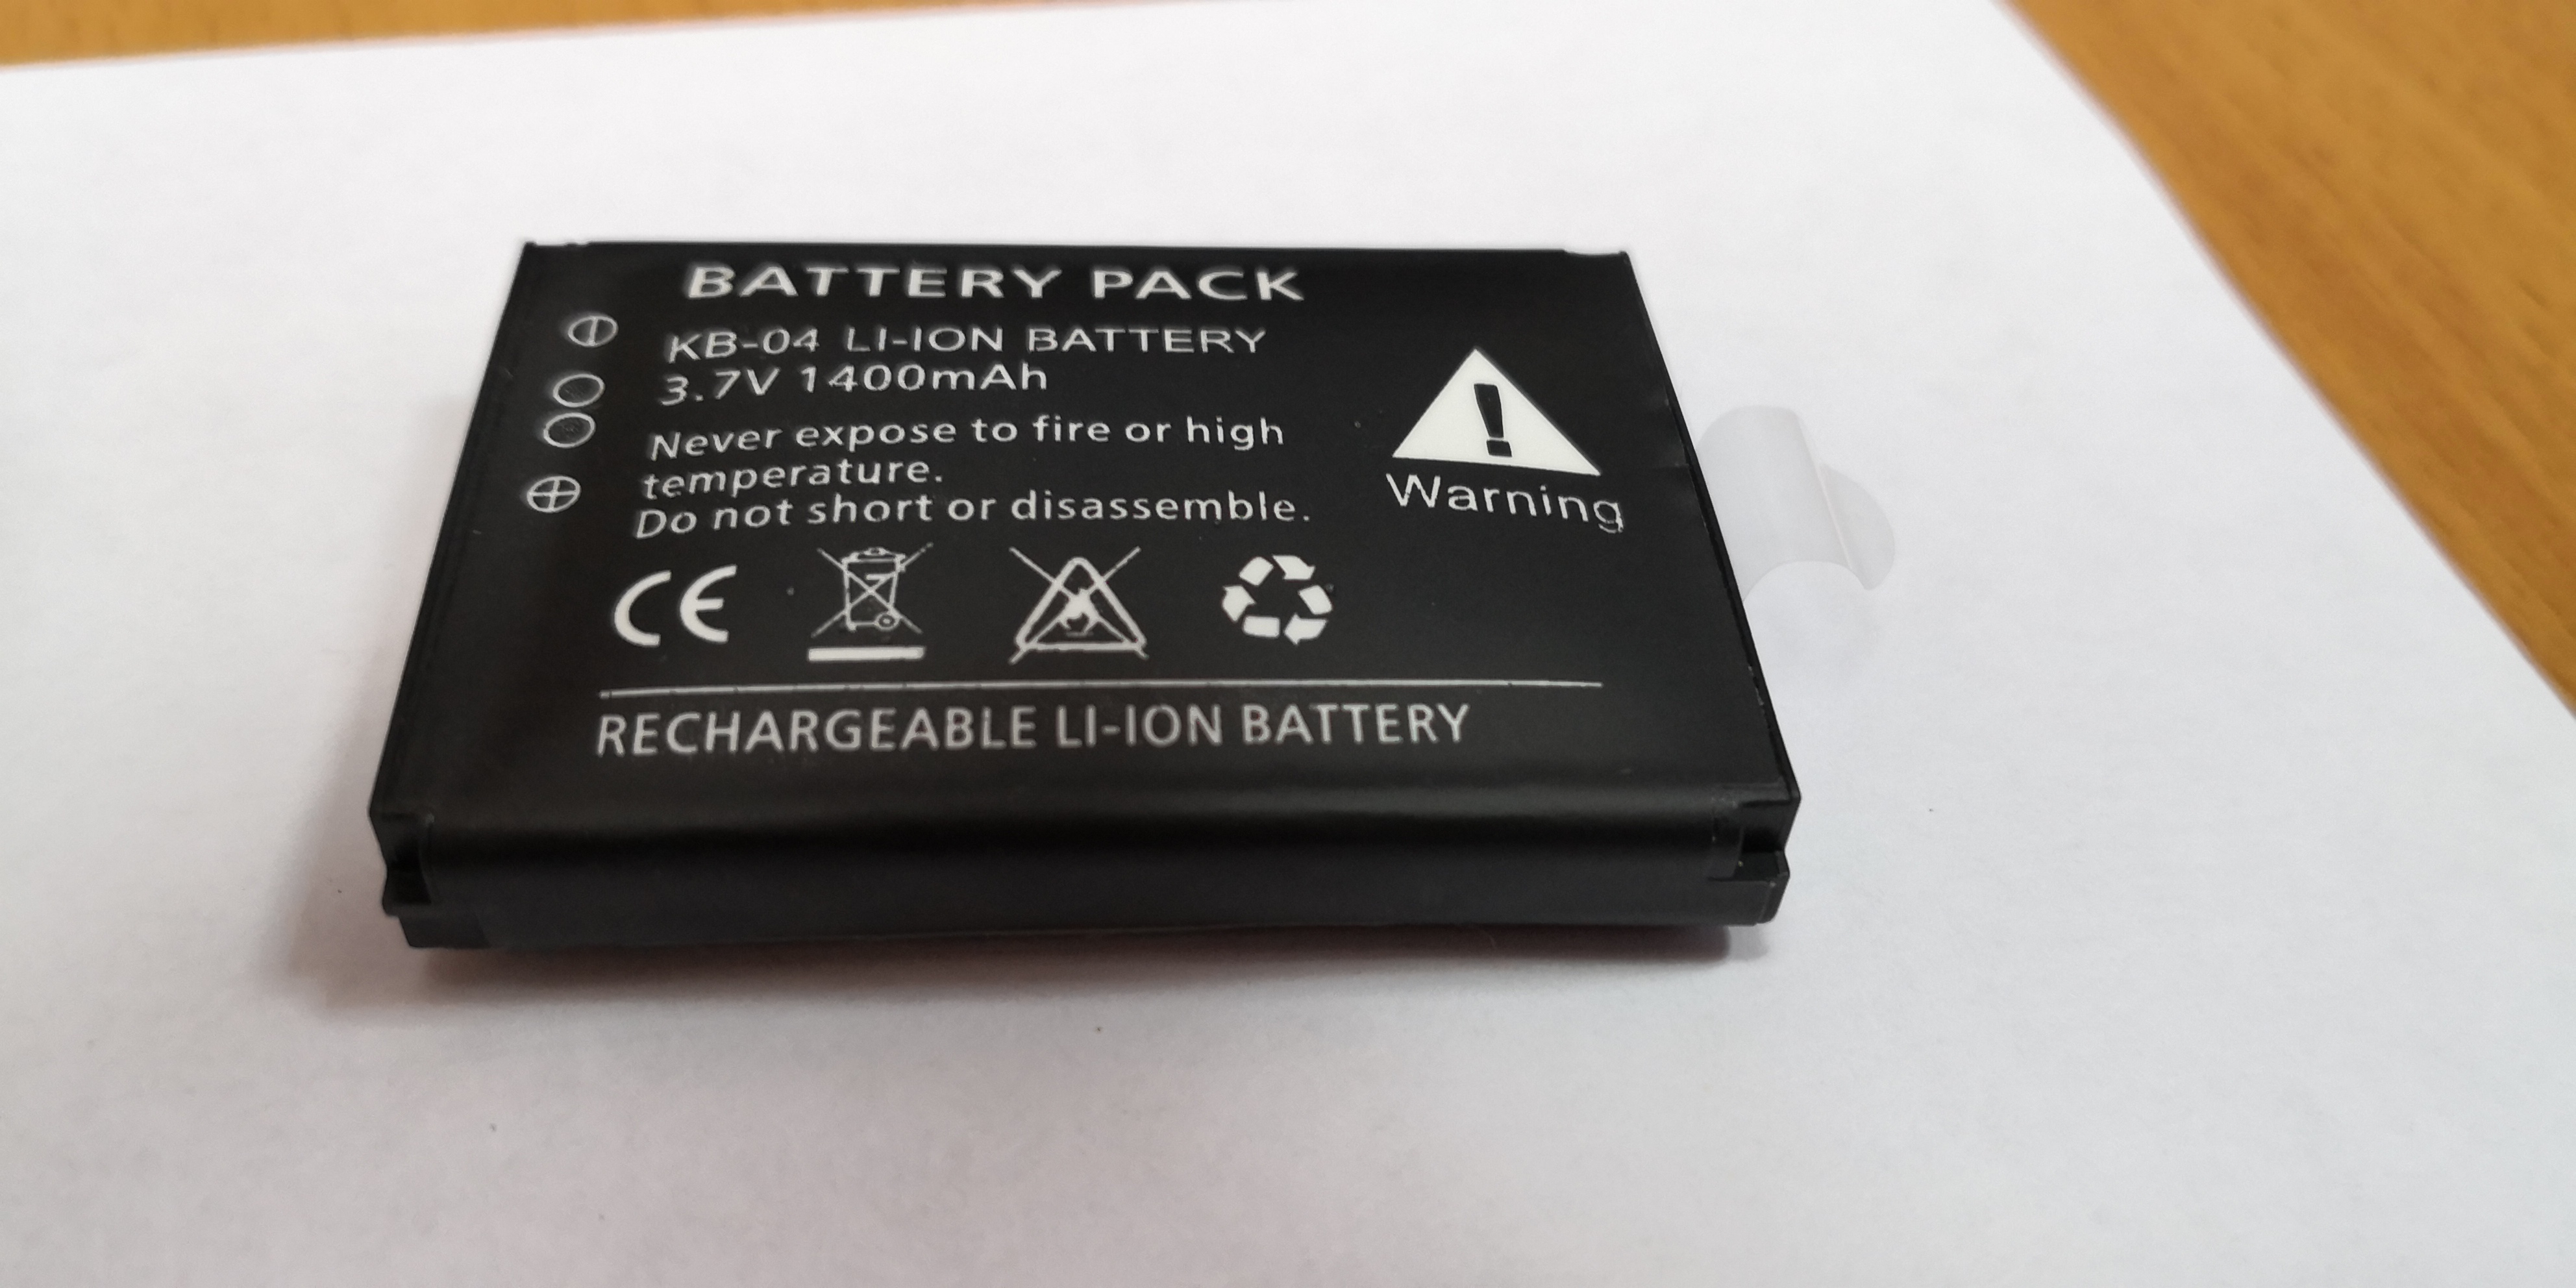 BATTERY PACK
KB-04 LI-ION BATTERY
3.7V 1400mAh
Never expose to fire or high
temperature.
Do not short or disassemble.
Warning
CE
RECHARGEABLE LI-ION BATTERY